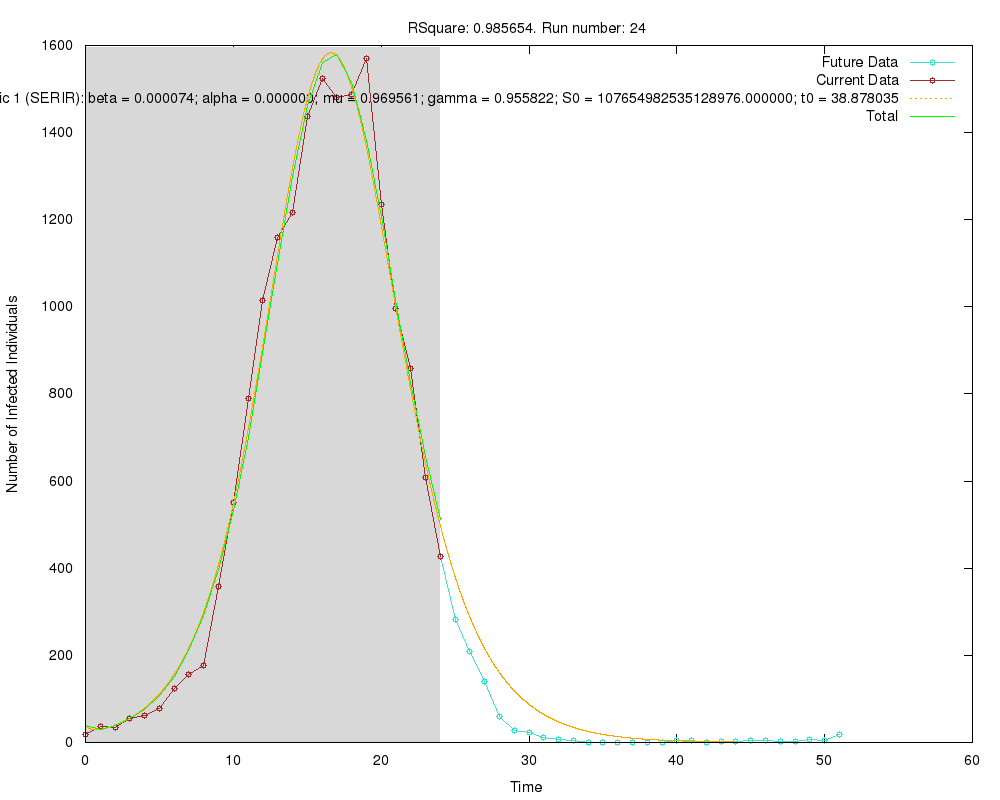 RSquare: 0.985654. Run number: 24
1600
1400
1200
1000
800
600
400
200
0
Number of Infected Individuals
Future Data
Current Data
ic 1 (SERIR): beta = 0.000074; alpha = 0.000000; mu = 0.969561; gamma = 0.955822; S0 = 107654982535128976.000000; t0 = 38.878035
Total
0 10 20 30 40 50 60
Time